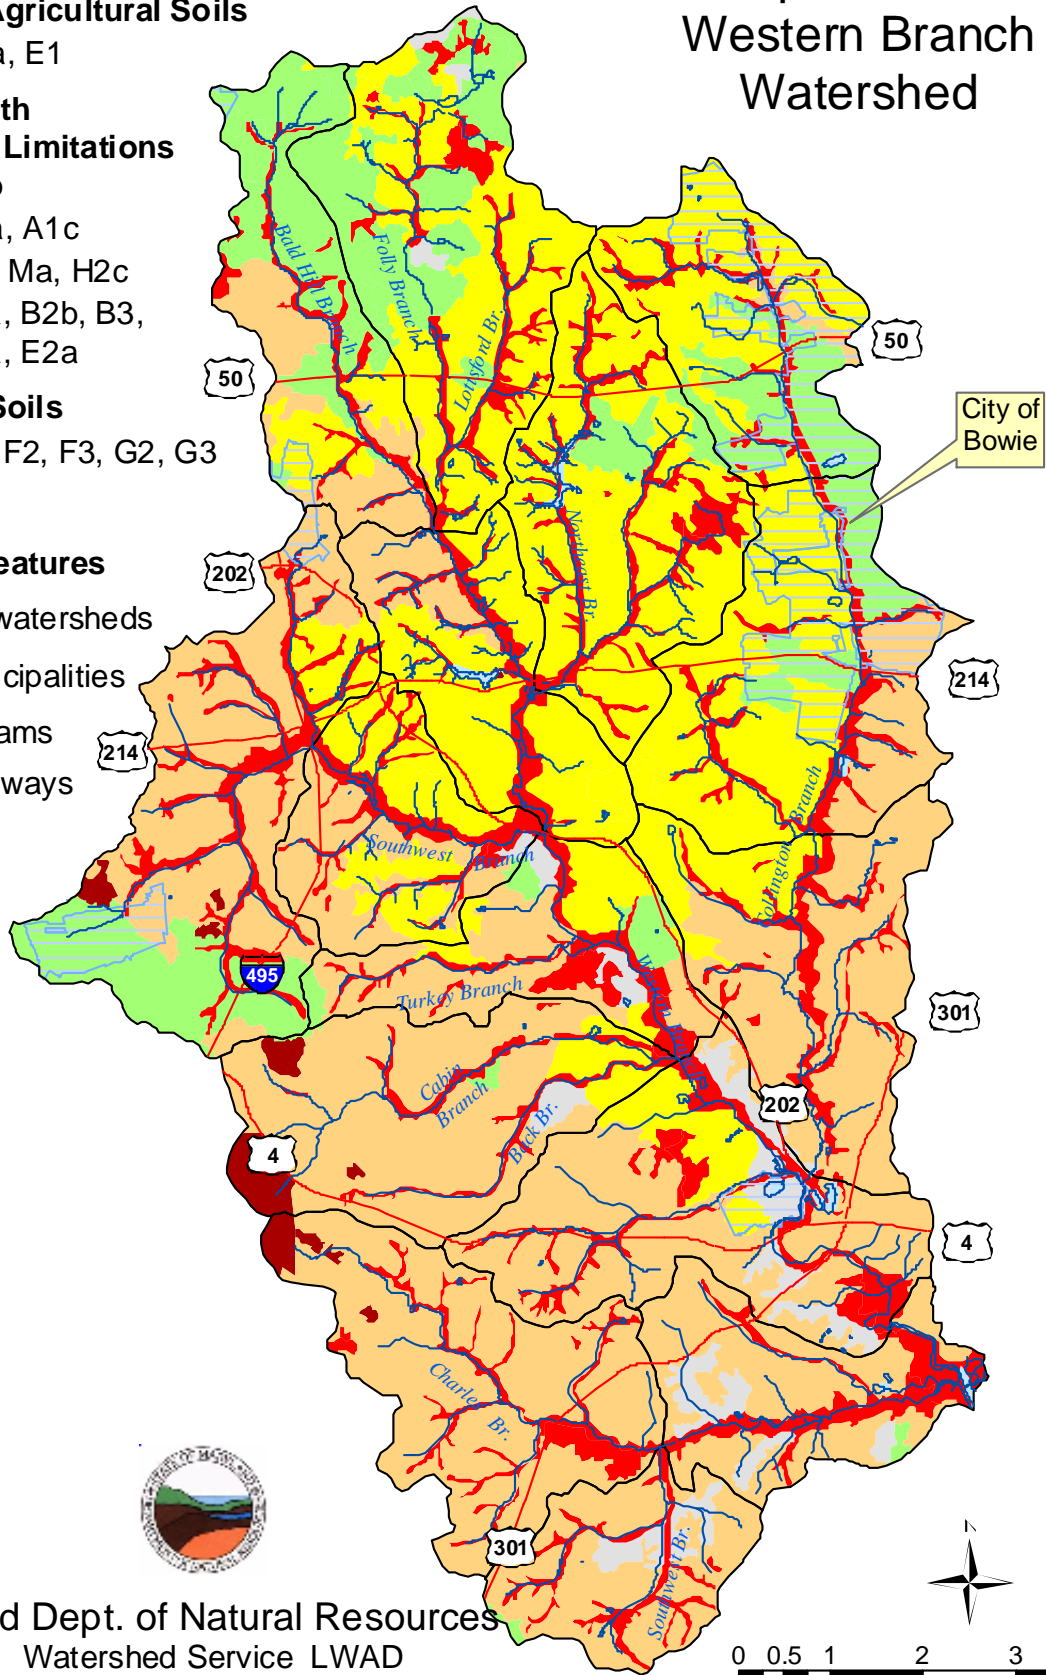 Agricultural Soils
a, E1
th
Limitations
a, A1c
Ma, H2c
, B2b, B3,
, E2a
Soils
F2, F3, G2, G3
eatures
watersheds
cipalities
ams
ways
Western Branch
Watershed
Bald Hill Branch
Folly Branch
Lottsford Br.
50
50
City of
Bowie
202
Northeast Br.
214
214
Collington Branch
Southwest Branch
495
Turkey Branch
Western Branch
301
Cabin
Branch
Back Br.
202
4
4
Charles Br.
301
Southwest Br.
N
d Dept. of Natural Resources
Watershed Service LWAD
0 0.5 1 2 3